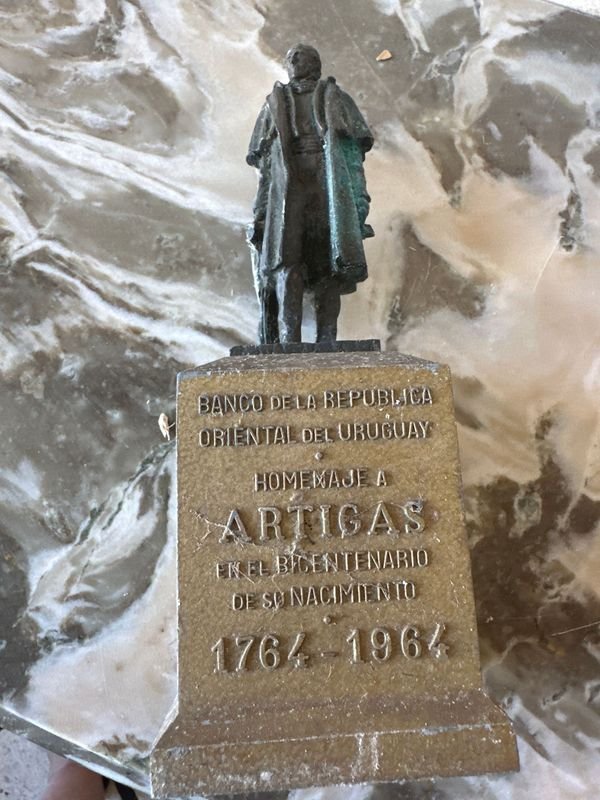 BANCO DE LA REPUBLICA
ORIENTAL DEL URUGUAY
HOMENAJE A
ARTIGAS
EN EL BICENTENARIO
DE SU NACIMIENTO
1764-1964